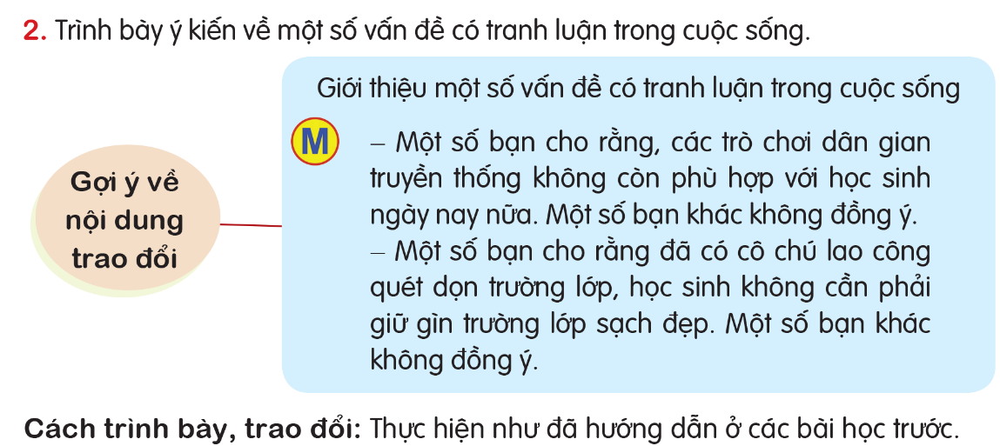 2. Trình bày ý kiến về một số vấn đề có tranh luận trong cuộc sống.
Giới thiệu một số vấn đề có tranh luận trong cuộc sống
M
– Một số bạn cho rằng, các trò chơi dân gian
truyền thống không còn phù hợp với học sinh
ngày nay nữa. Một số bạn khác không đồng ý.
– Một số bạn cho rằng đã có cô chú lao công
quét dọn trường lớp, học sinh không cần phải
giữ gìn trường lớp sạch đẹp. Một số bạn khác
không đồng ý.
Gợi ý về
nội dung
trao đổi
Cách trình bày, trao đổi: Thực hiện như đã hướng dẫn ở các bài học trước.